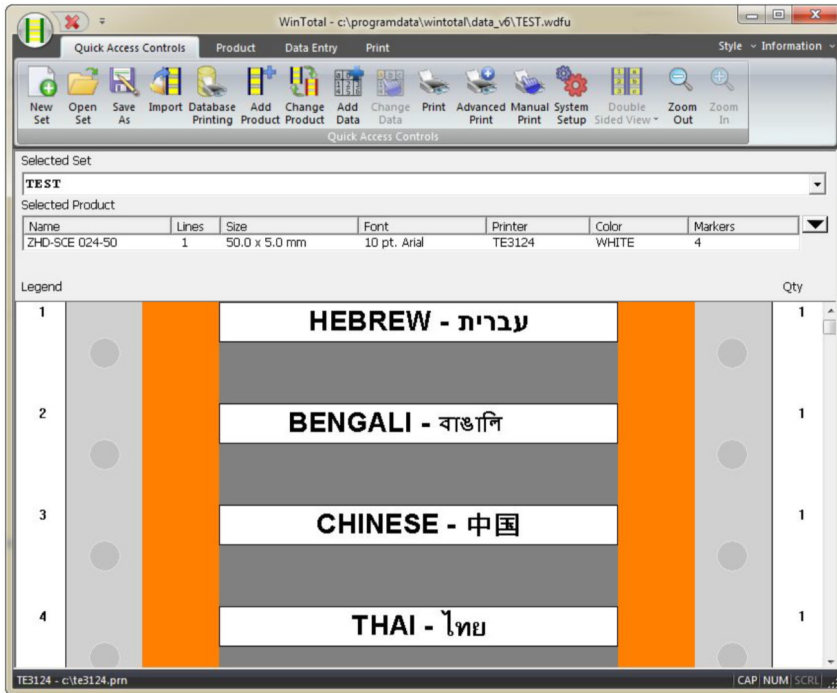 WinTotal - c:\programdata\wintotal\data_v6\TEST.wdfu
Quick Access Controls Product Data Entry Print Style Information
New Set Open Set Save As Import Database Printing Add Product Change Product Add Data Change Data Print Advanced Print Manual Print System Setup Double Sided View Zoom Out Zoom In
Quick Access Controls
Selected Set
TEST
Selected Product
Name Lines Size Font Printer Color Markers
ZHD-SCE 024-50 1 50.0 x 5.0 mm 10 pt. Arial TE3124 WHITE 4
Legend Qty
1 HEBREW - עברית 1
2 BENGALI - বাঙালি 1
3 CHINESE - 中国 1
4 THAI - ไทย 1
TE3124 - c:\te3124.prn CAP NUM SCRL